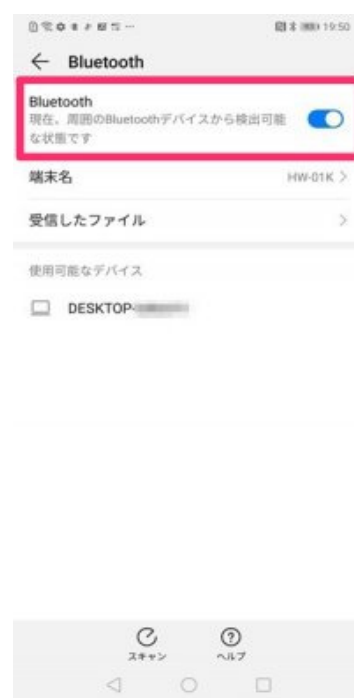 19:50
Bluetooth
Bluetooth
現在、周囲のBluetoothデバイスから検出可能
な状態です
端末名
HW-01K
受信したファイル
使用可能なデバイス
DESKTOP-
スキャン
ヘルプ